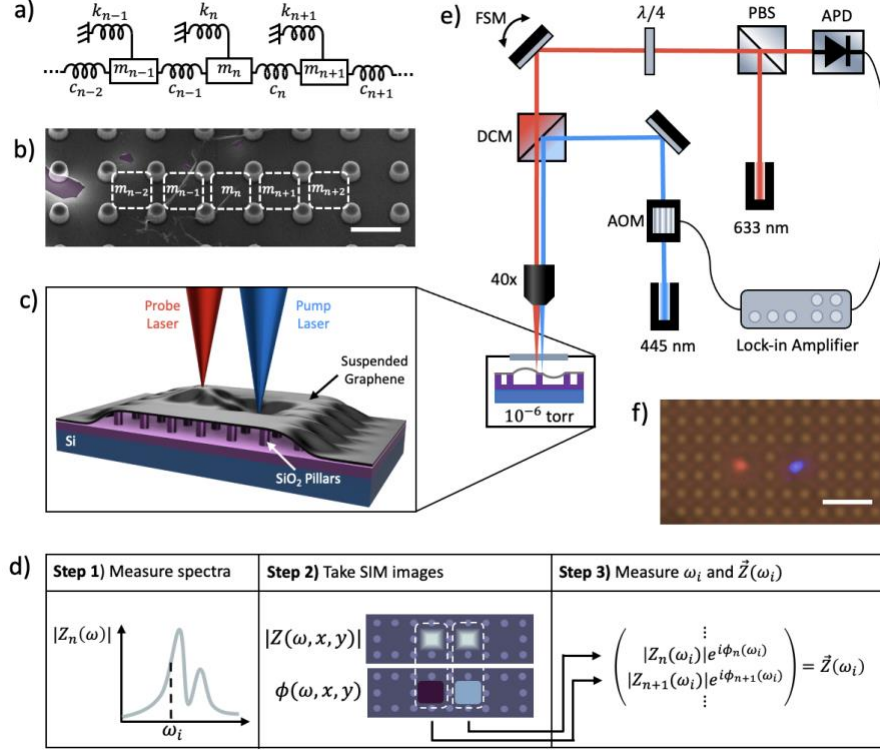 a)
k_{n−1} k_n k_{n+1}
m_{n−1} m_n m_{n+1}
c_{n−2} c_{n−1} c_n c_{n+1}
b)
m_{n−2} m_{n−1} m_n m_{n+1} m_{n+2}
c)
Probe Laser
Pump Laser
Suspended Graphene
Si
SiO₂ Pillars
e)
FSM
λ/4
PBS
APD
DCM
AOM
633 nm
40x
445 nm
Lock-in Amplifier
10⁻⁶ torr
f)
d)
Step 1) Measure spectra
Step 2) Take SIM images
Step 3) Measure ω_i and \vec{Z}(ω_i)
|Z_n(ω)|
ω_i
|Z(ω, x, y)|
ϕ(ω, x, y)
⋮
|Z_n(ω_i)|e^{iϕ_n(ω_i)}
|Z_{n+1}(ω_i)|e^{iϕ_{n+1}(ω_i)}
⋮
= \vec{Z}(ω_i)